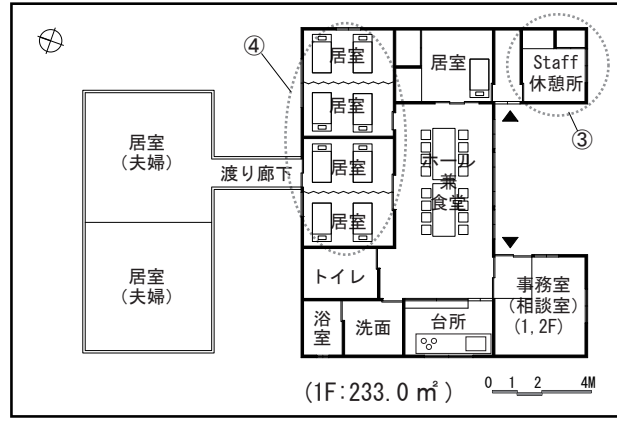 ④
居室
居室
Staff
休憩所
③
居室
居室
(夫婦)
渡り廊下
居室
ホール
兼
食堂
居室
居室
(夫婦)
トイレ
事務室
(相談室)
(1,2F)
浴室
洗面
台所
(1F:233.0㎡)
0 1 2 4M